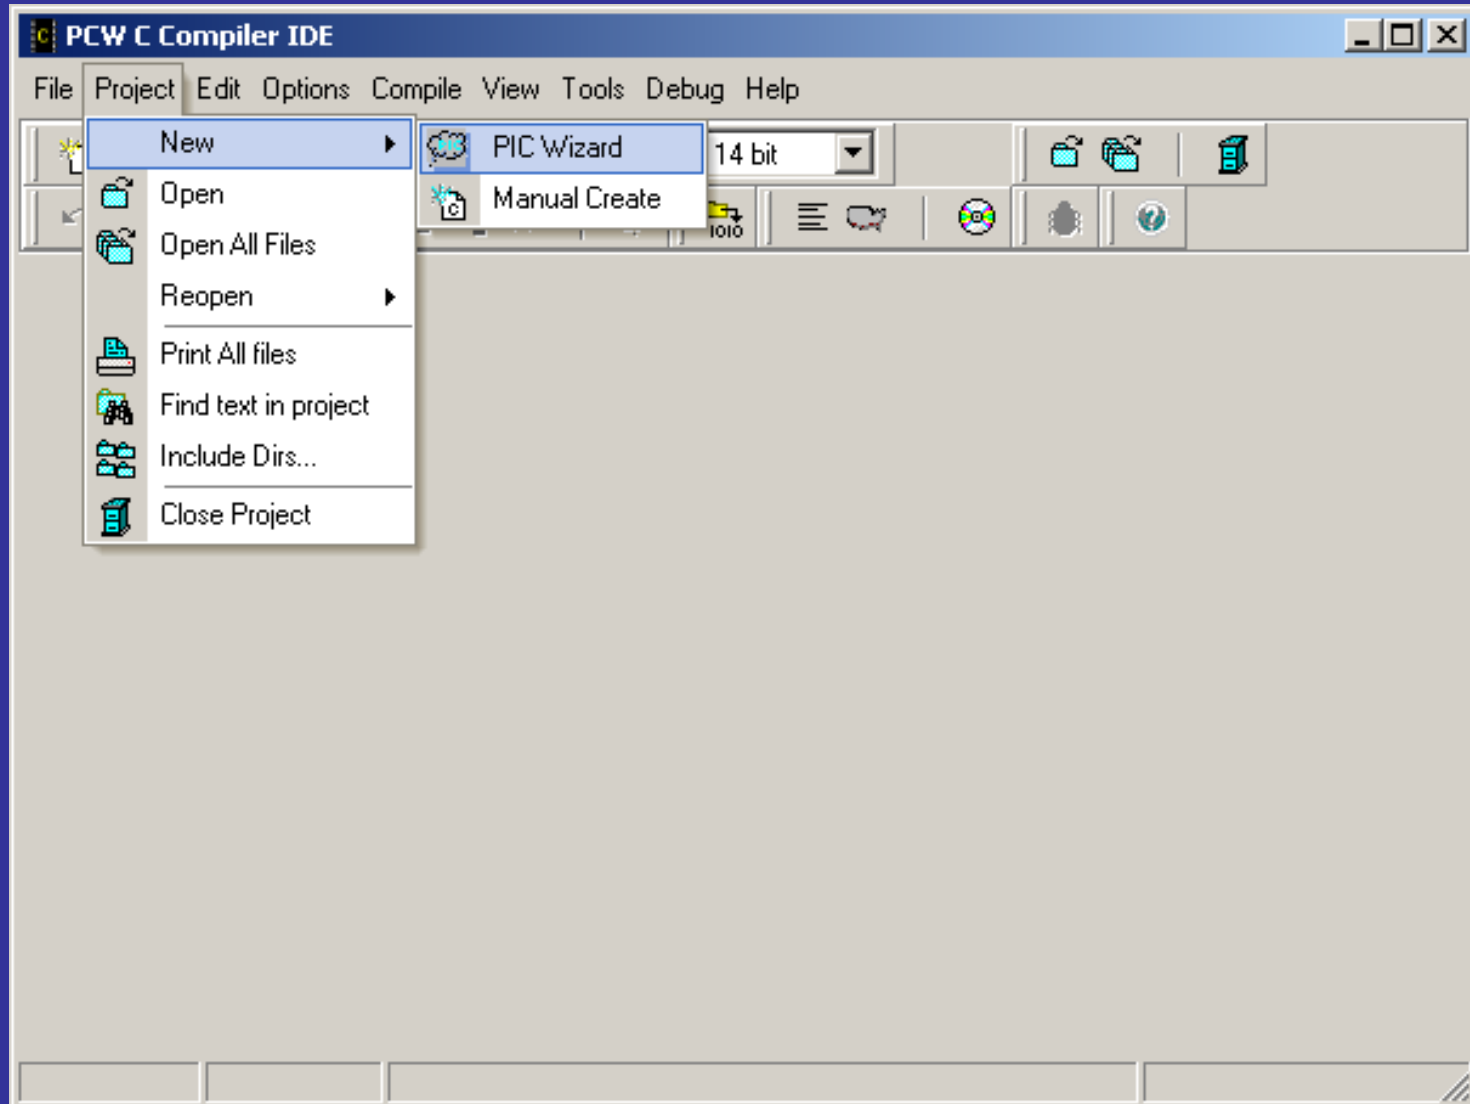 PCW C Compiler IDE
File Project Edit Options Compile View Tools Debug Help
New
PIC Wizard
14 bit
Open
Manual Create
1010
Open All Files
Reopen
Print All files
Find text in project
Include Dirs...
Close Project